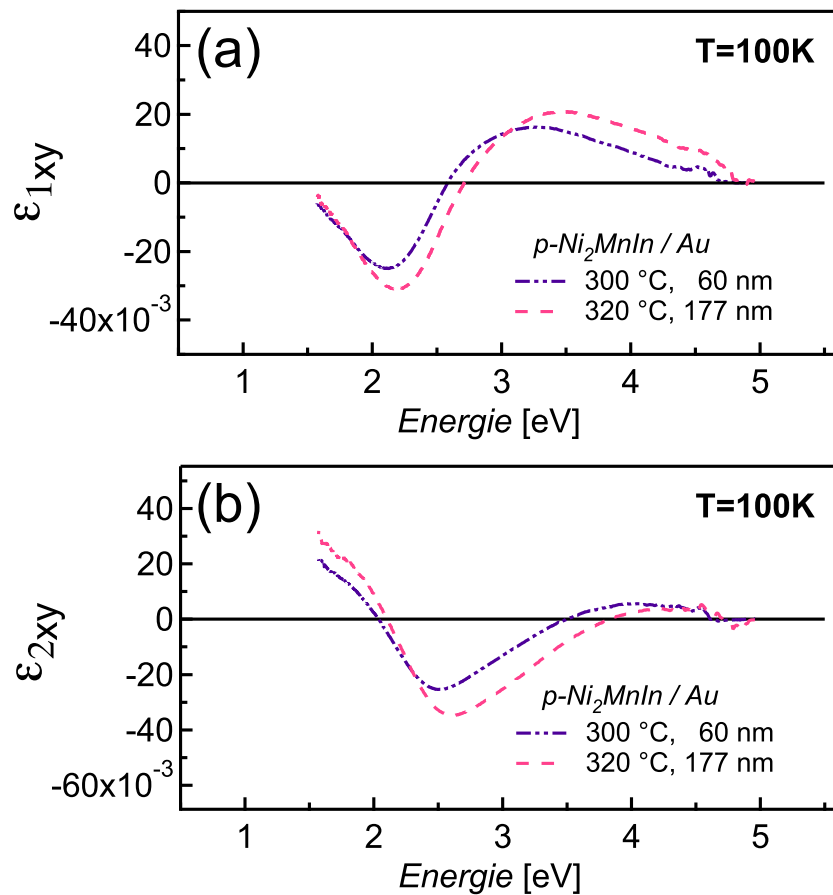 (a) T=100K
40
20
0
-20
-40x10⁻³
ε1xy
p-Ni₂MnIn / Au
300 °C, 60 nm
320 °C, 177 nm
1 2 3 4 5
Energie [eV]
(b) T=100K
40
20
0
-20
-40
-60x10⁻³
ε2xy
p-Ni₂MnIn / Au
300 °C, 60 nm
320 °C, 177 nm
1 2 3 4 5
Energie [eV]